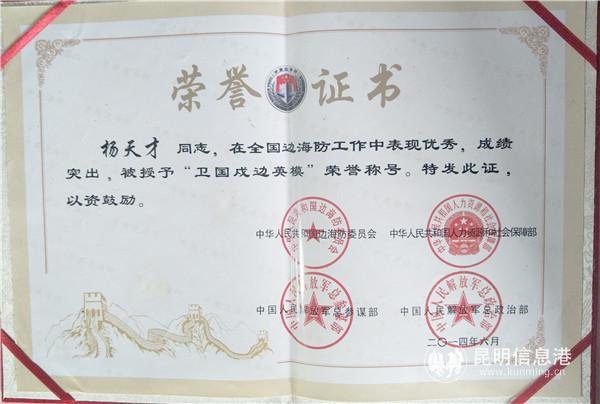 荣誉证书
杨天才 同志，在全国边海防工作中表现优秀，成绩
突出，被授予“卫国戍边英模”荣誉称号。特发此证，
以资鼓励。
中华人民共和国边海防委员会 中华人民共和国人力资源和社会保障部
中国人民解放军总参谋部 中国人民解放军总政治部
二〇一四年六月
昆明信息港
www.kunming.cn